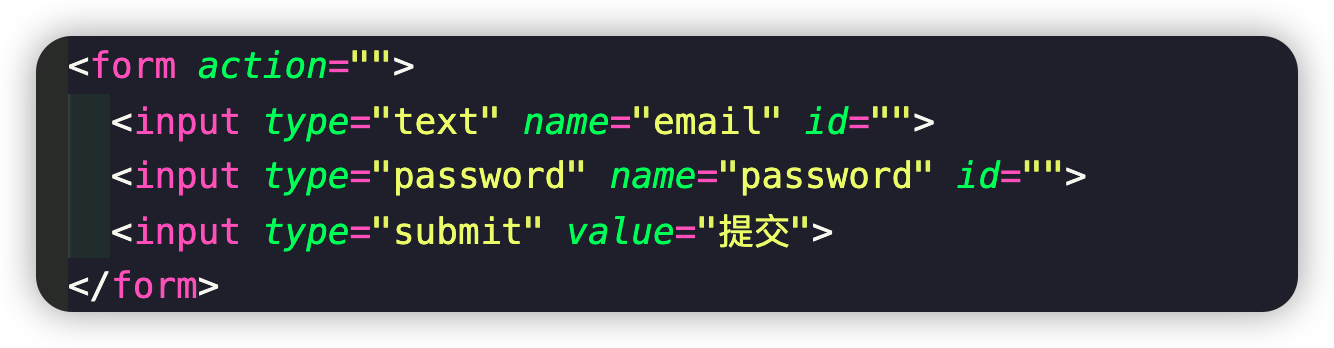 <form action="">
<input type="text" name="email" id="">
<input type="password" name="password" id="">
<input type="submit" value="提交">
</form>